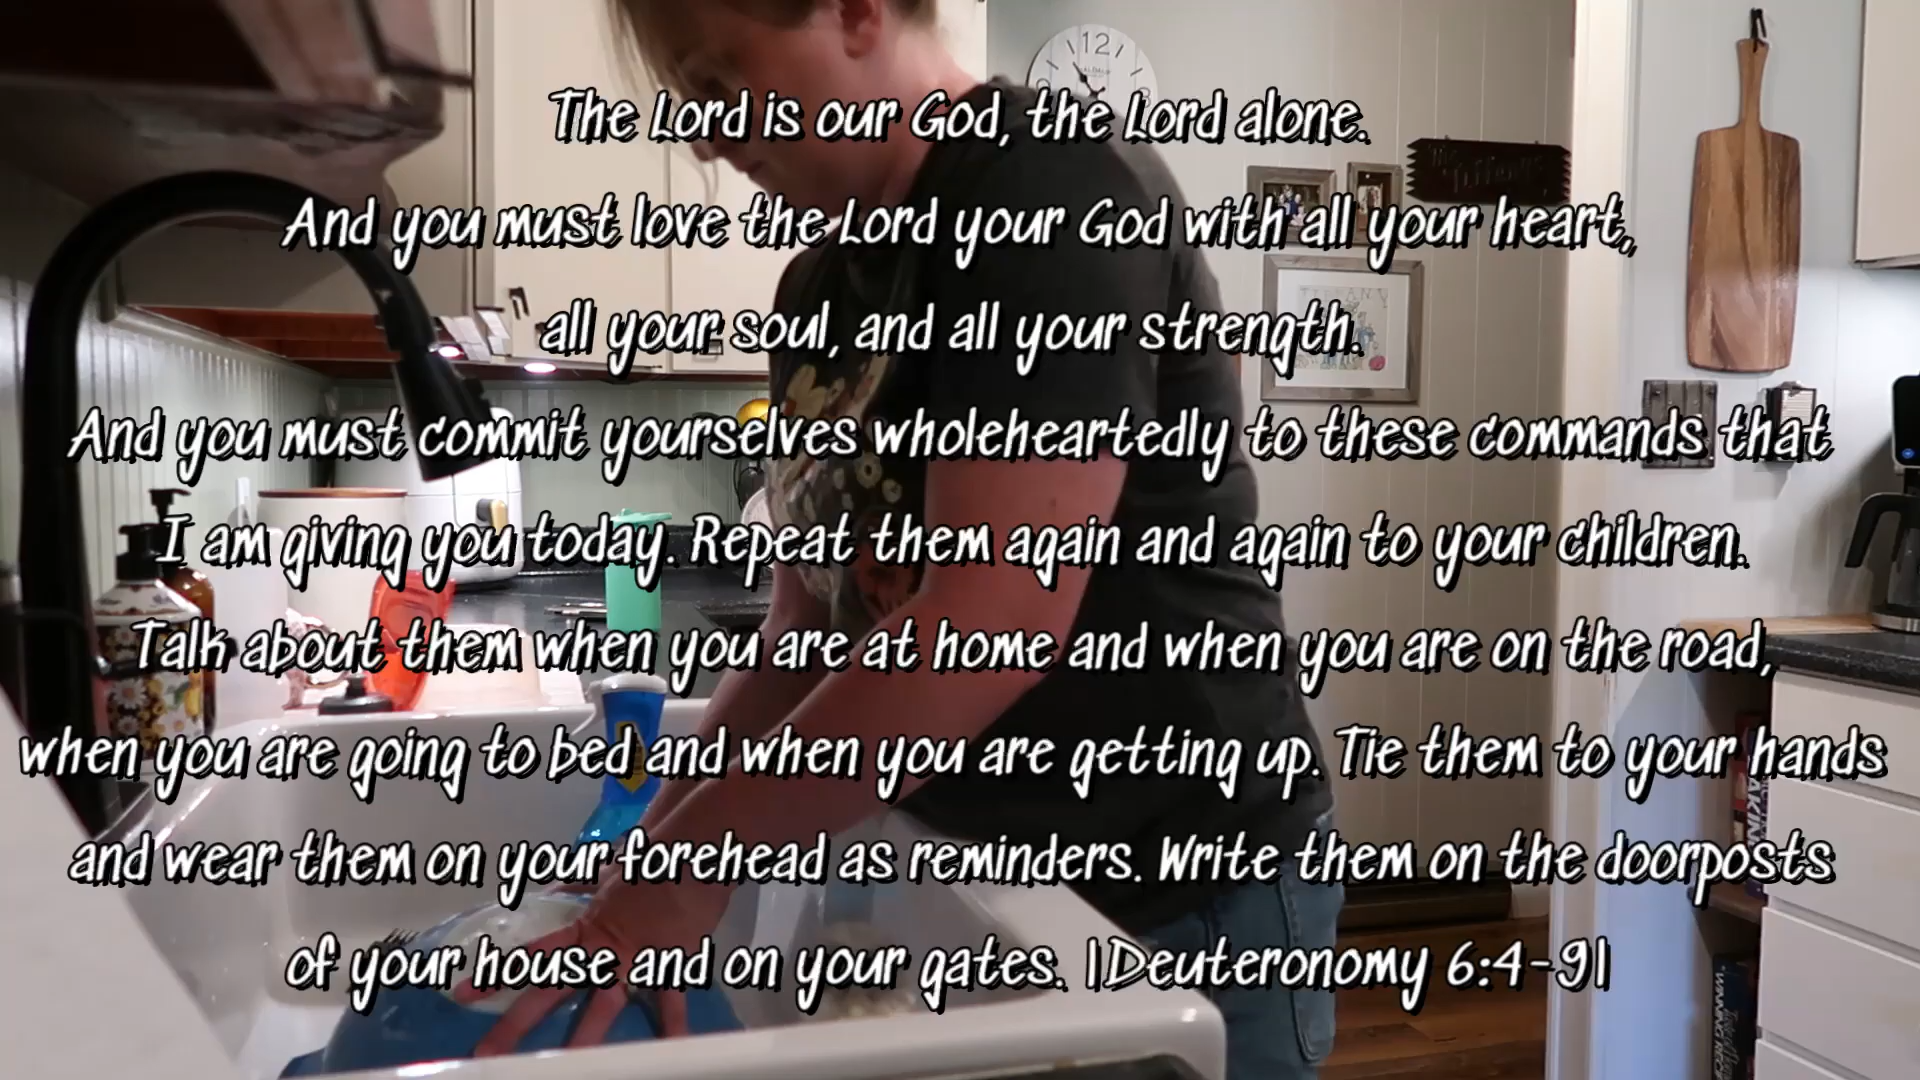 The Lord is our God, the Lord alone.
And you must love the Lord your God with all your heart,
all your soul, and all your strength.
And you must commit yourselves wholeheartedly to these commands that
I am giving you today. Repeat them again and again to your children.
Talk about them when you are at home and when you are on the road,
when you are going to bed and when you are getting up. Tie them to your hands
and wear them on your forehead as reminders. Write them on the doorposts
of your house and on your gates. |Deuteronomy 6:4-9|
12